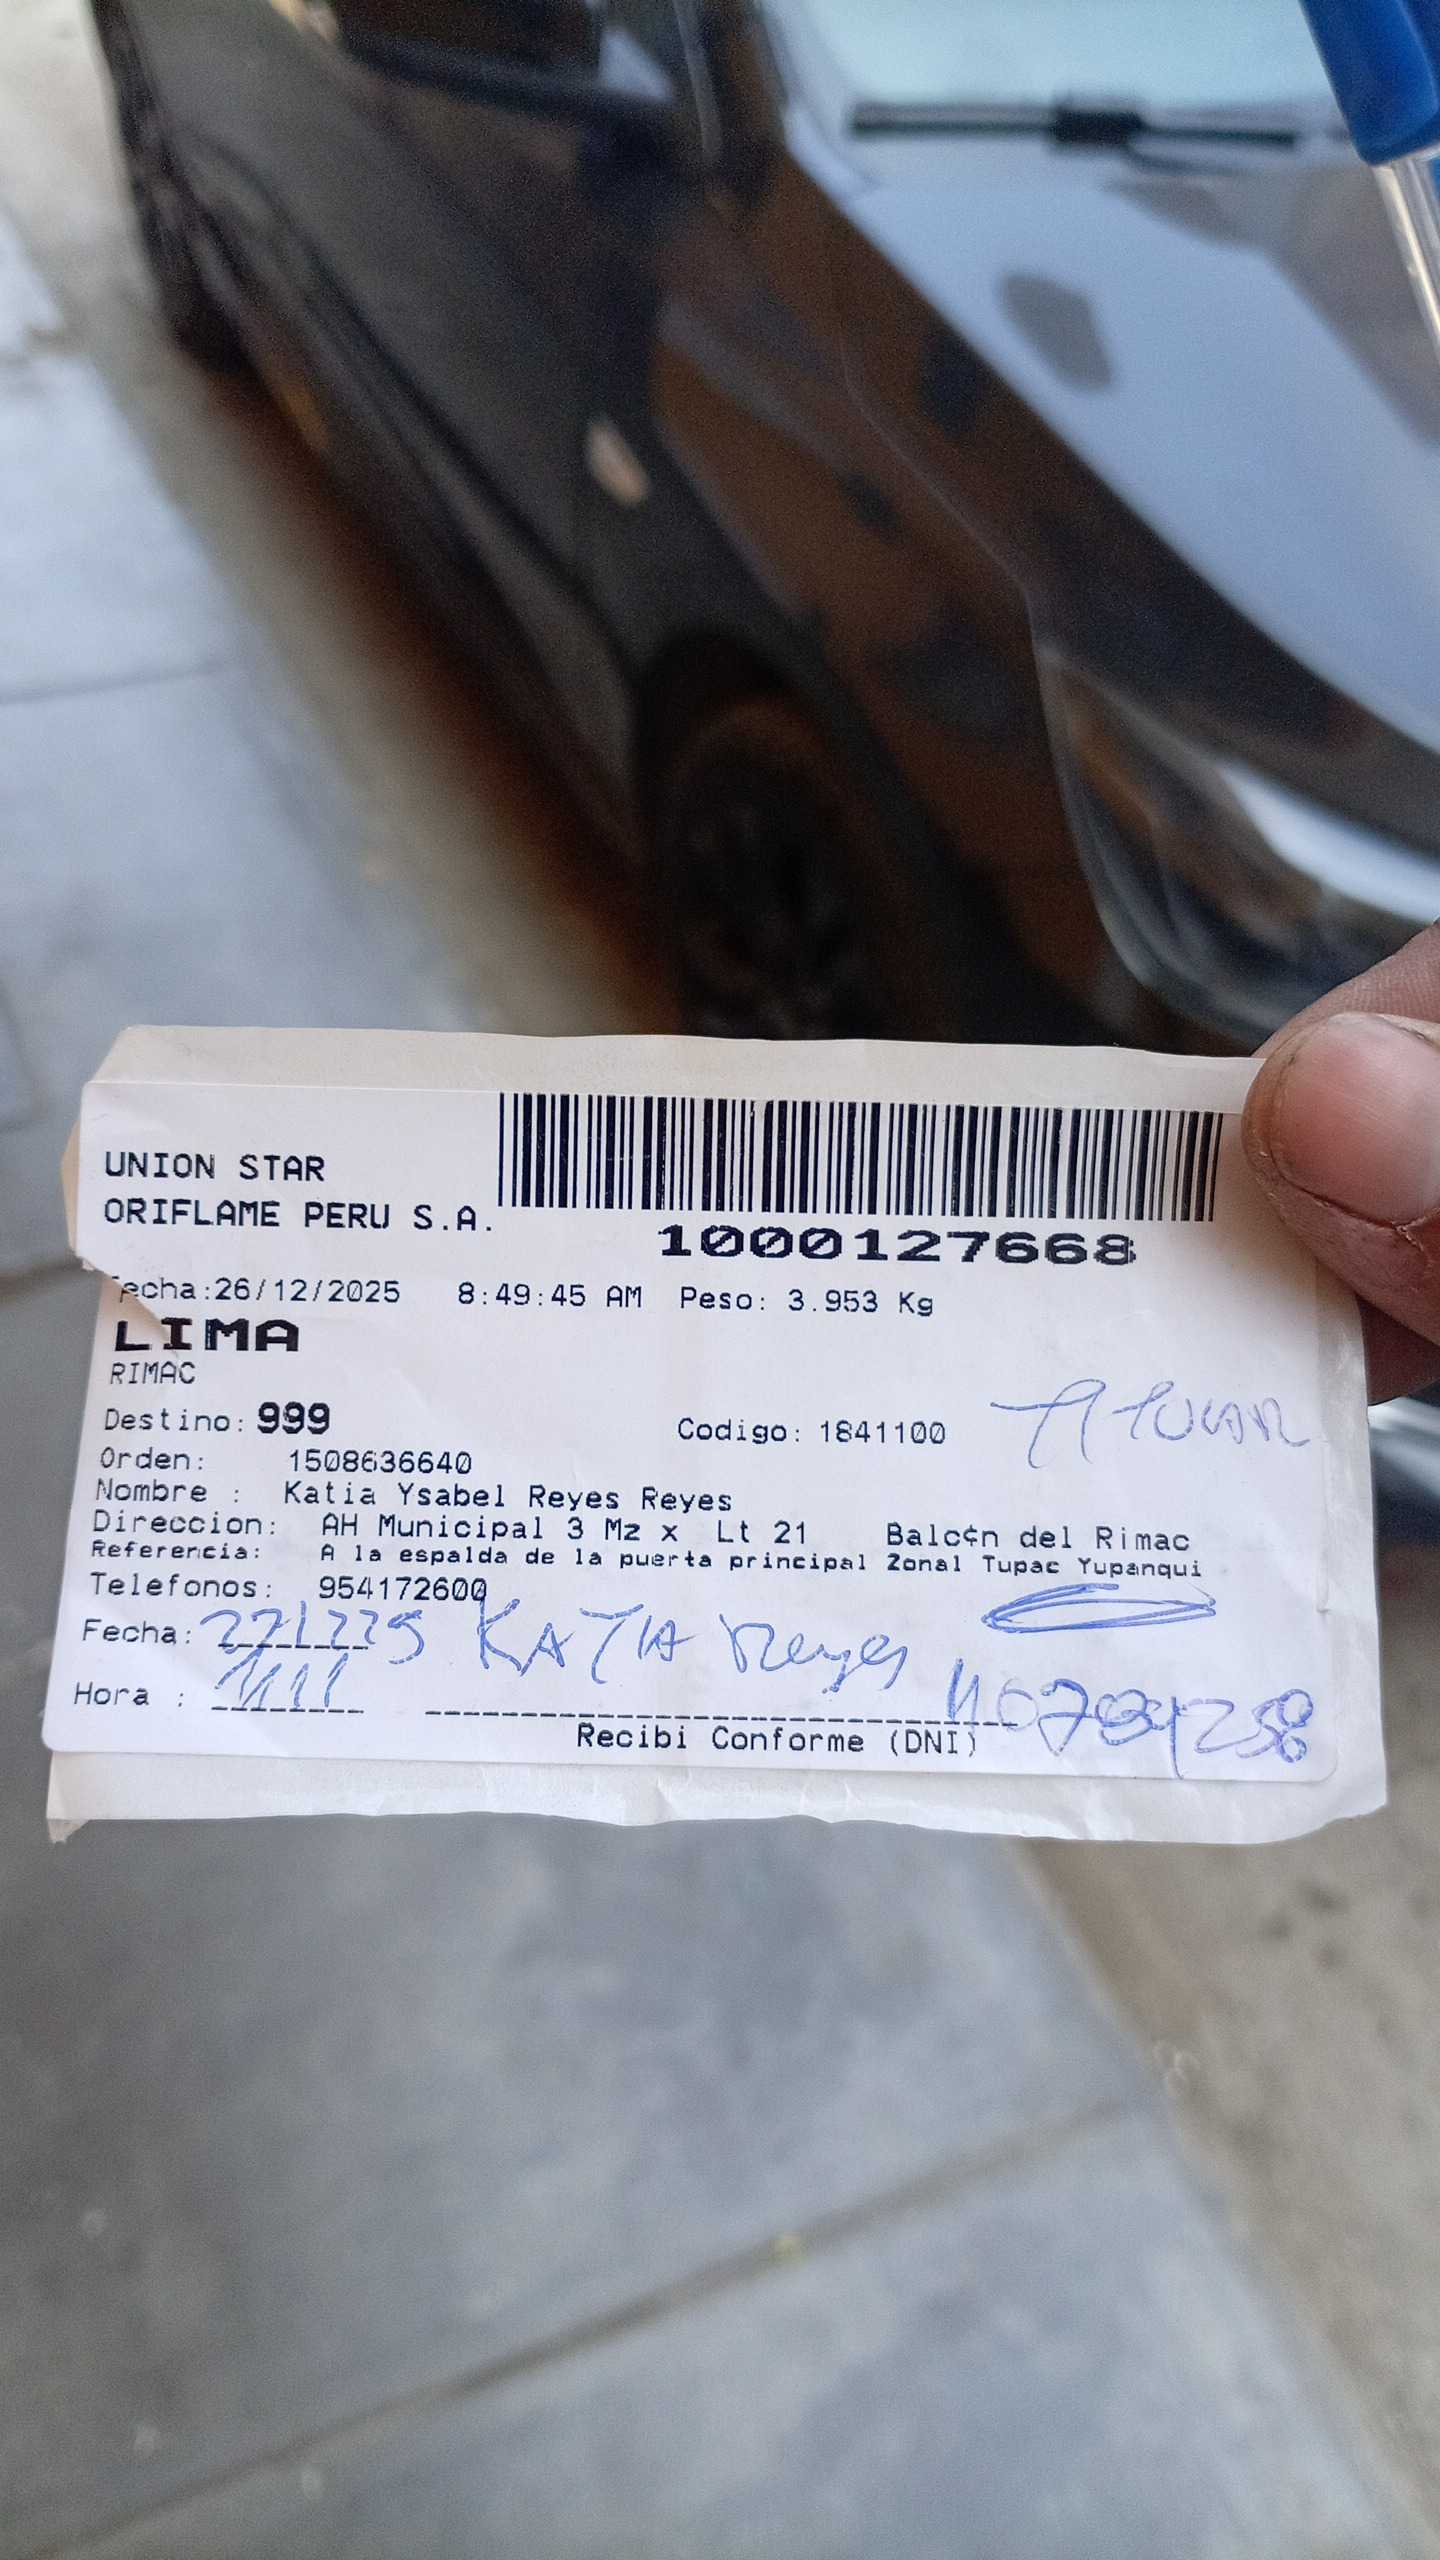 UNION STAR
ORIFLAME PERU S.A.
1000127668
echa:26/12/2025 8:49:45 AM Peso: 3.953 Kg
LIMA
RIMAC
Destino: 999 Codigo: 1841100
Orden: 1508636640
Nombre : Katia Ysabel Reyes Reyes
Direccion: AH Municipal 3 Mz x Lt 21 Balc¢n del Rimac
Referencia: A la espalda de la puerta principal Zonal Tupac Yupanqui
Telefonos: 954172600
Fecha: 271225 KATIA Reyes
Hora : 1111
Recibi Conforme (DNI)